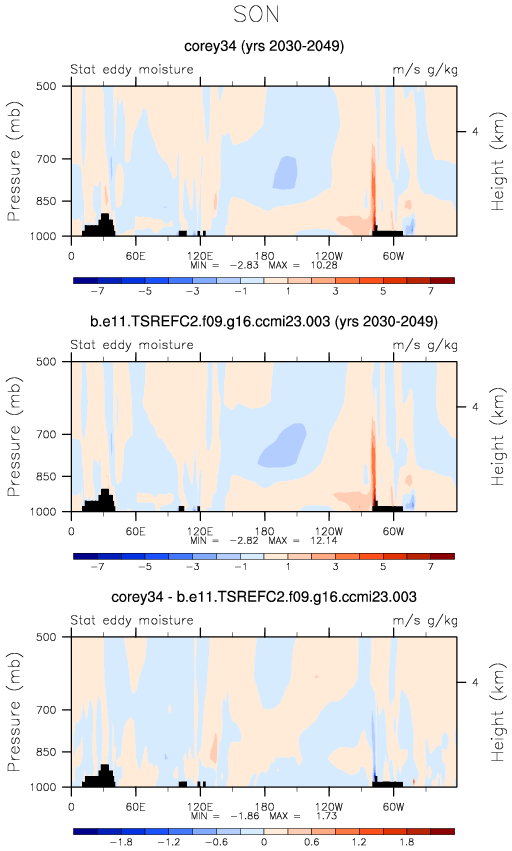 SON
corey34 (yrs 2030-2049)
Stat eddy moisture m/s g/kg
500
700
850
1000
Pressure (mb)
4
Height (km)
0 60E 120E 180 120W 60W
MIN = -2.83 MAX = 10.28
-7 -5 -3 -2 -1 1 2 3 5 7
b.e11.TSREFC2.f09.g16.ccmi23.003 (yrs 2030-2049)
Stat eddy moisture m/s g/kg
500
700
850
1000
Pressure (mb)
4
Height (km)
0 60E 120E 180 120W 60W
MIN = -2.82 MAX = 12.14
-7 -5 -3 -2 -1 1 2 3 5 7
corey34 - b.e11.TSREFC2.f09.g16.ccmi23.003
Stat eddy moisture m/s g/kg
500
700
850
1000
Pressure (mb)
4
Height (km)
0 60E 120E 180 120W 60W
MIN = -1.86 MAX = 1.73
-1.8 -1.2 -0.6 0 0.6 1.2 1.8